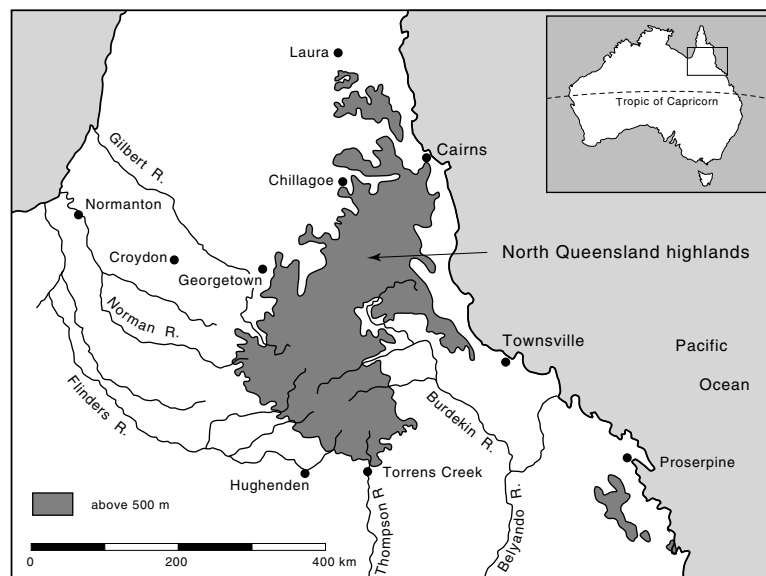 Laura
Tropic of Capricorn
Gilbert R.
Cairns
Chillagoe
Normanton
Croydon
North Queensland highlands
Georgetown
Norman R.
Townsville
Pacific
Ocean
Flinders R.
Burdekin R.
Hughenden
Torrens Creek
Proserpine
above 500 m
Thompson R
Belyando R.
0 200 400 km